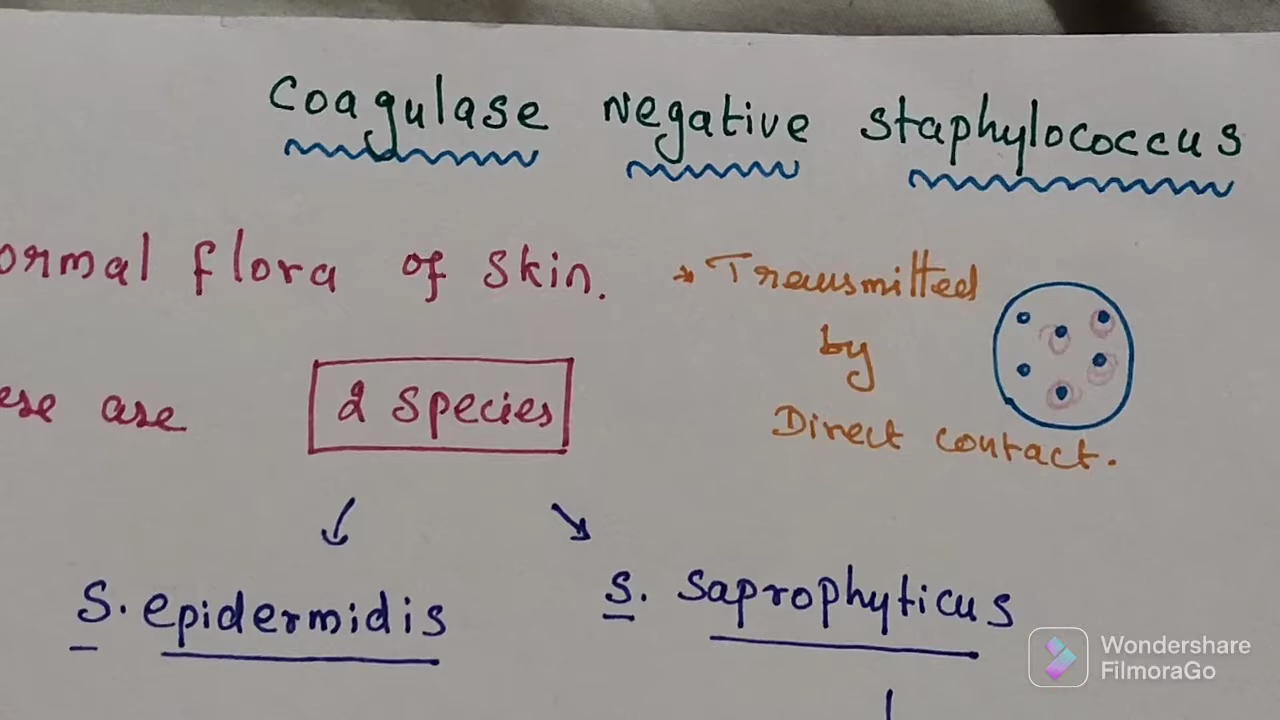 Coagulase Negative Staphylococcus
ormal flora of skin.
→ Transmitted
by
Direct contact.
ese are 2 Species
S. epidermidis
S. Saprophyticus
Wondershare
FilmoraGo